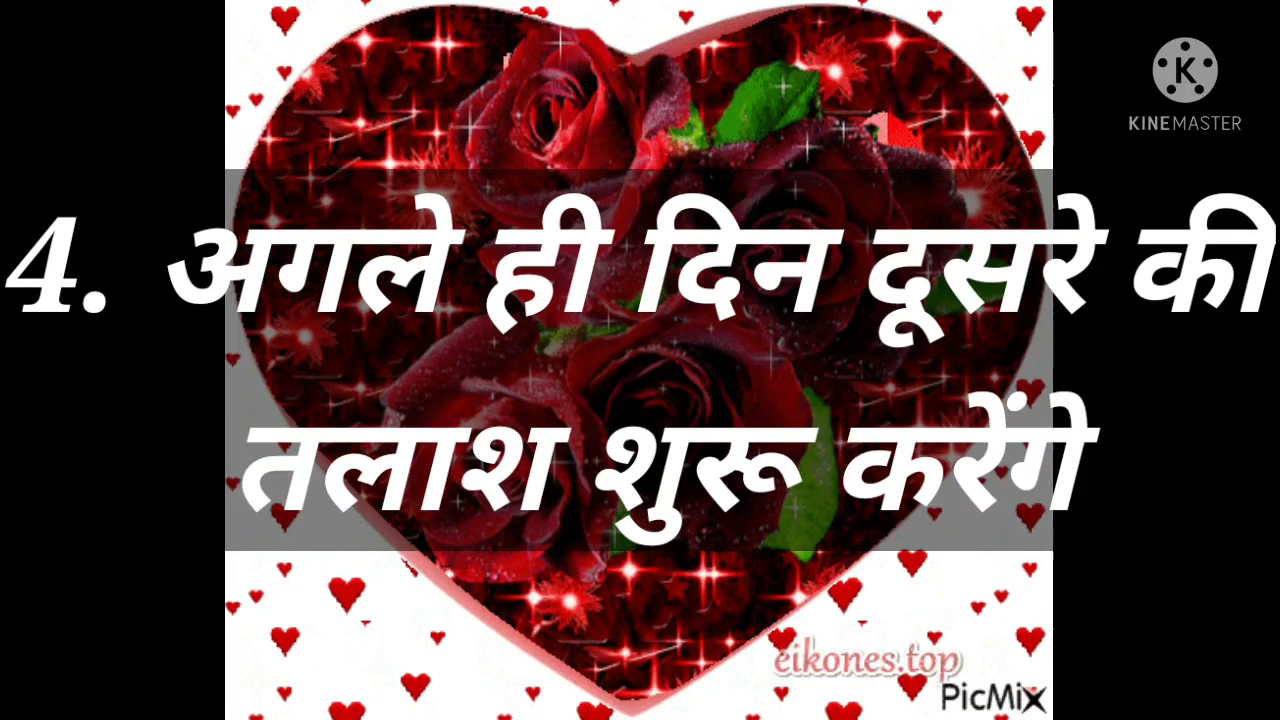 KINEMASTER
4. अगले ही दिन दूसरे की
तलाश शुरू करेंगे
eikones.top
PicMix